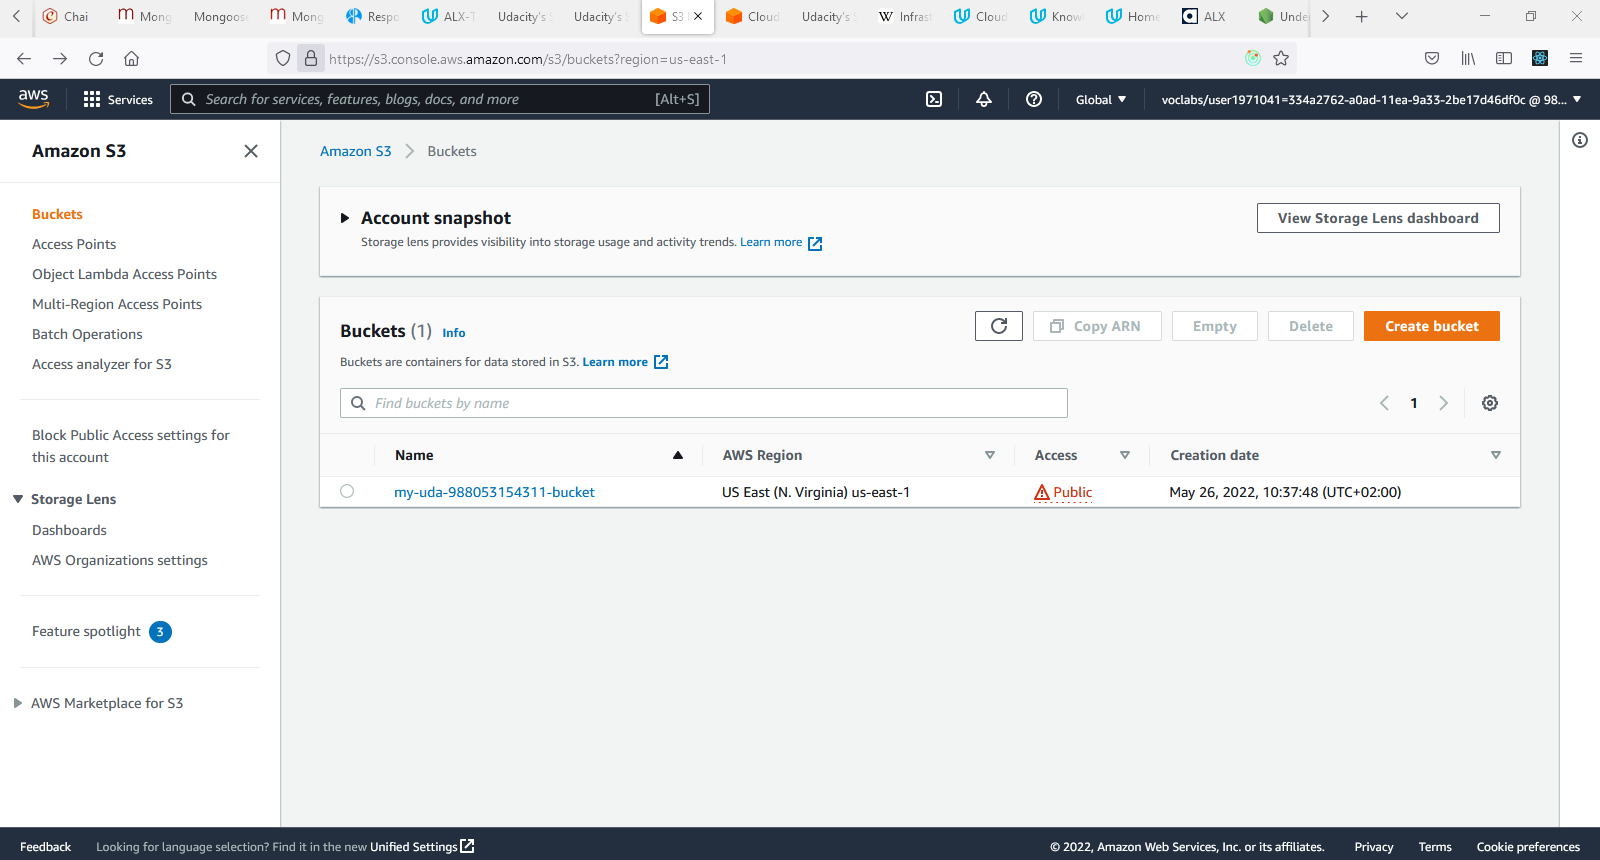 Chai
Mong
Mongoose
Mong
Respo
ALX-T
Udacity's S
Udacity's S
S3
Cloud
Udacity's S
Infrast
Cloud
Know
Home
ALX
Unde
https://s3.console.aws.amazon.com/s3/buckets?region=us-east-1
aws
Services
Search for services, features, blogs, docs, and more
[Alt+S]
Global
voclabs/user1971041=334a2762-a0ad-11ea-9a33-2be17d46df0c @ 98...
Amazon S3
Buckets
Access Points
Object Lambda Access Points
Multi-Region Access Points
Batch Operations
Access analyzer for S3
Block Public Access settings for
this account
Storage Lens
Dashboards
AWS Organizations settings
Feature spotlight 3
AWS Marketplace for S3
Amazon S3 > Buckets
Account snapshot
Storage lens provides visibility into storage usage and activity trends. Learn more
View Storage Lens dashboard
Buckets (1) Info
Copy ARN
Empty
Delete
Create bucket
Buckets are containers for data stored in S3. Learn more
Find buckets by name
1
Name
AWS Region
Access
Creation date
my-uda-988053154311-bucket
US East (N. Virginia) us-east-1
Public
May 26, 2022, 10:37:48 (UTC+02:00)
Feedback
Looking for language selection? Find it in the new Unified Settings
© 2022, Amazon Web Services, Inc. or its affiliates.
Privacy
Terms
Cookie preferences